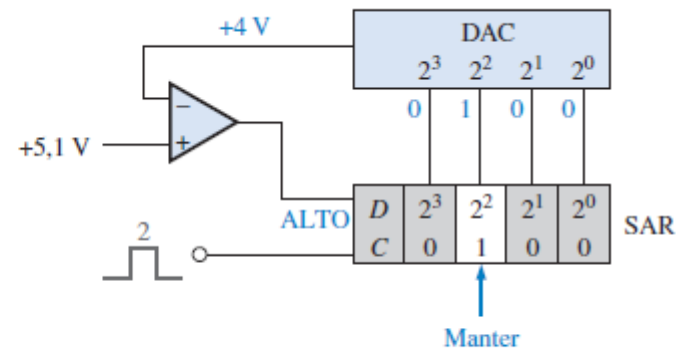 +4 V
DAC
2³ 2² 2¹ 2⁰
0 1 0 0
−
+5,1 V
+
ALTO
D 2³ 2² 2¹ 2⁰
SAR
2
C 0 1 0 0
Manter